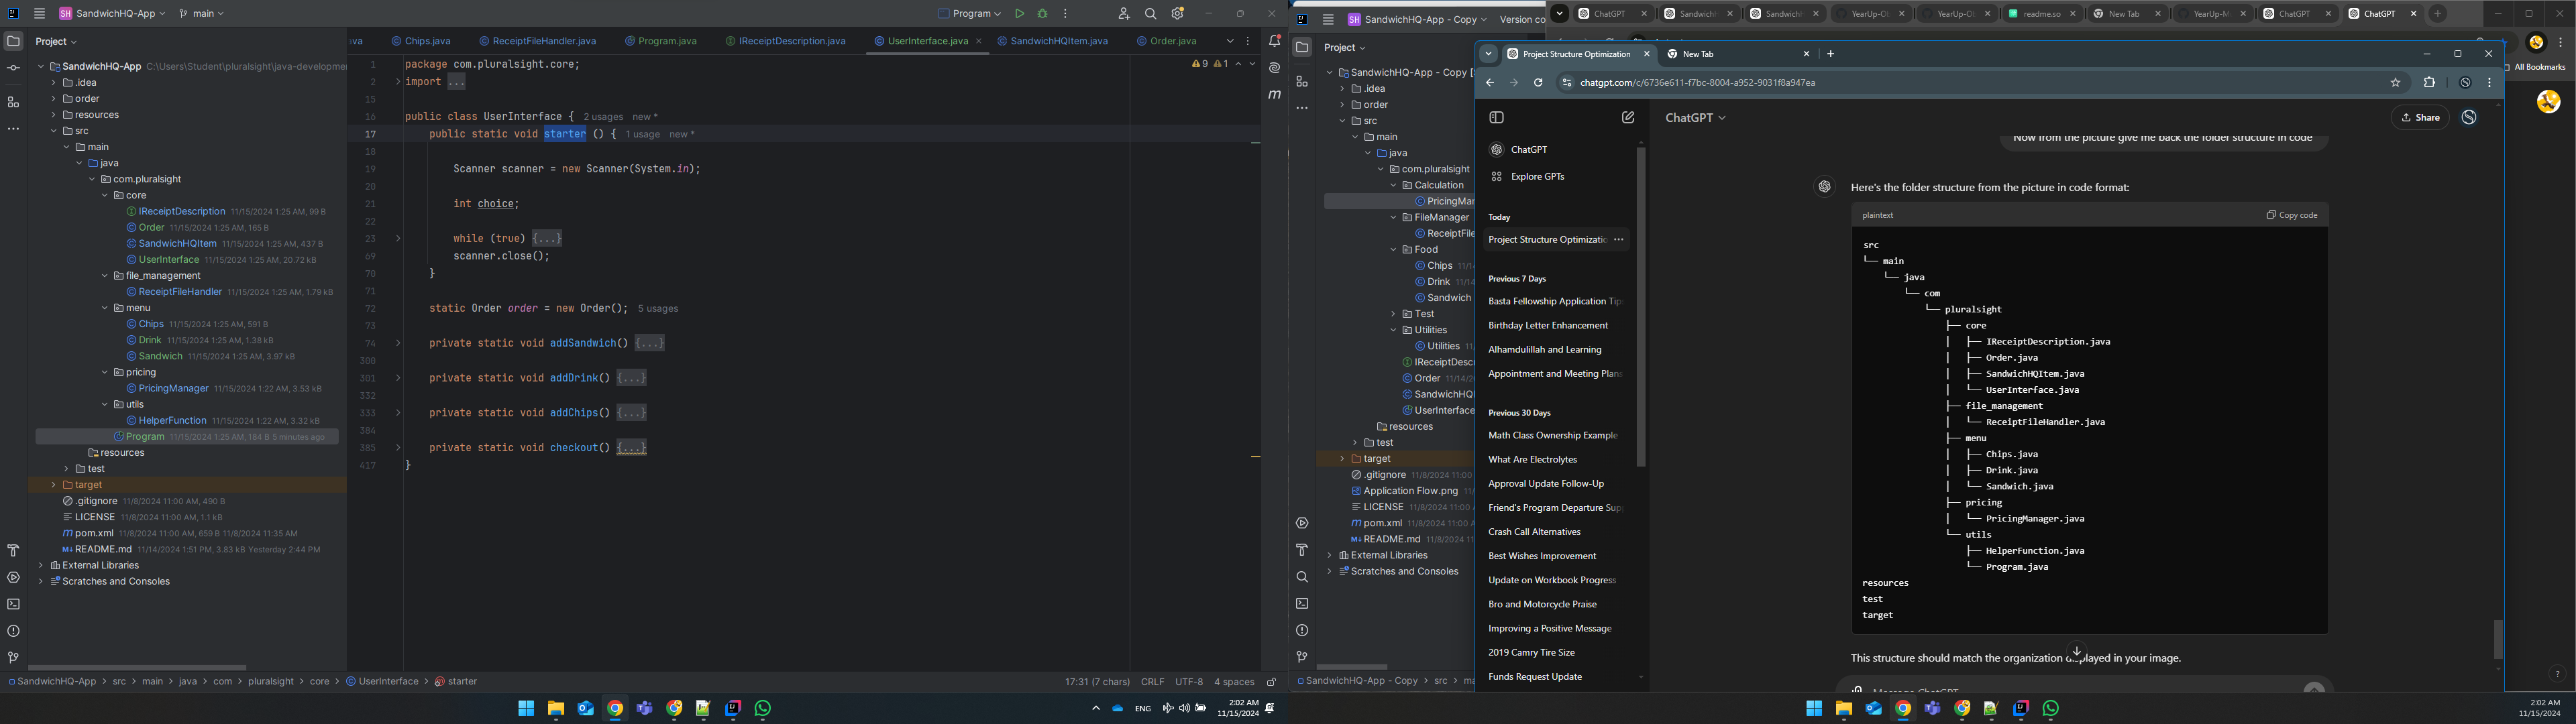 SH SandwichHQ-App
main
Program
Project
SandwichHQ-App C:\Users\Student\pluralsight\java-developmer
.idea
order
resources
src
main
java
com.pluralsight
core
IReceiptDescription 11/15/2024 1:25 AM, 99 B
Order 11/15/2024 1:25 AM, 165 B
SandwichHQItem 11/15/2024 1:25 AM, 437 B
UserInterface 11/15/2024 1:25 AM, 20.72 kB
file_management
ReceiptFileHandler 11/15/2024 1:25 AM, 1.79 kB
menu
Chips 11/15/2024 1:25 AM, 591 B
Drink 11/15/2024 1:25 AM, 1.38 kB
Sandwich 11/15/2024 1:25 AM, 3.97 kB
pricing
PricingManager 11/15/2024 1:22 AM, 3.53 kB
utils
HelperFunction 11/15/2024 1:22 AM, 3.32 kB
Program 11/15/2024 1:25 AM, 184 B 5 minutes ago
resources
test
target
.gitignore 11/8/2024 11:00 AM, 490 B
LICENSE 11/8/2024 11:00 AM, 1.1 kB
pom.xml 11/8/2024 11:00 AM, 659 B 11/8/2024 11:35 AM
README.md 11/14/2024 1:51 PM, 3.83 kB Yesterday 2:44 PM
External Libraries
Scratches and Consoles
va Chips.java ReceiptFileHandler.java Program.java IReceiptDescription.java UserInterface.java SandwichHQItem.java Order.java
9 1
1 package com.pluralsight.core;
2 import ...
15
16 public class UserInterface { 2 usages new *
17 public static void starter () { 1 usage new *
18
19 Scanner scanner = new Scanner(System.in);
20
21 int choice;
22
23 while (true) {...}
69 scanner.close();
70 }
71
72 static Order order = new Order(); 5 usages
73
74 private static void addSandwich() {...}
300
301 private static void addDrink() {...}
332
333 private static void addChips() {...}
384
385 private static void checkout() {...}
417 }
SandwichHQ-App > src > main > java > com > pluralsight > core > UserInterface > starter
17:31 (7 chars) CRLF UTF-8 4 spaces
ENG
2:02 AM
11/15/2024
SH SandwichHQ-App - Copy Version co
Project
SandwichHQ-App - Copy [
.idea
order
src
main
java
com.pluralsight
Calculation
PricingMan
FileManager
ReceiptFile
Food
Chips 11/1
Drink 11/14
Sandwich
Test
Utilities
Utilities 11
IReceiptDescr
Order 11/14/2
SandwichHQI
UserInterface
resources
test
target
.gitignore 11/8/2024 11:00
Application Flow.png 11/
LICENSE 11/8/2024 11:00
pom.xml 11/8/2024 11:00 A
README.md 11/8/2024 11
External Libraries
Scratches and Consoles
SandwichHQ-App - Copy > src > ma
ChatGPT SandwichH SandwichH YearUp-Ol YearUp-Ol readme.so New Tab YearUp-M ChatGPT ChatGPT
All Bookmarks
Project Structure Optimization New Tab
chatgpt.com/c/6736e611-f7bc-8004-a952-9031f8a947ea
ChatGPT
Explore GPTs
Today
Project Structure Optimizatio
Previous 7 Days
Basta Fellowship Application Tip
Birthday Letter Enhancement
Alhamdulillah and Learning
Appointment and Meeting Plans
Previous 30 Days
Math Class Ownership Example
What Are Electrolytes
Approval Update Follow-Up
Friend's Program Departure Sup
Crash Call Alternatives
Best Wishes Improvement
Update on Workbook Progress
Bro and Motorcycle Praise
Improving a Positive Message
2019 Camry Tire Size
Funds Request Update
ChatGPT
Share
Now from the picture give me back the folder structure in code
Here's the folder structure from the picture in code format:
plaintext Copy code
src
└── main
└── java
└── com
└── pluralsight
├── core
│ ├── IReceiptDescription.java
│ ├── Order.java
│ ├── SandwichHQItem.java
│ └── UserInterface.java
├── file_management
│ └── ReceiptFileHandler.java
├── menu
│ ├── Chips.java
│ ├── Drink.java
│ └── Sandwich.java
├── pricing
│ └── PricingManager.java
└── utils
├── HelperFunction.java
└── Program.java
resources
test
target
This structure should match the organization displayed in your image.
Message ChatGPT
?
2:02 AM
11/15/2024